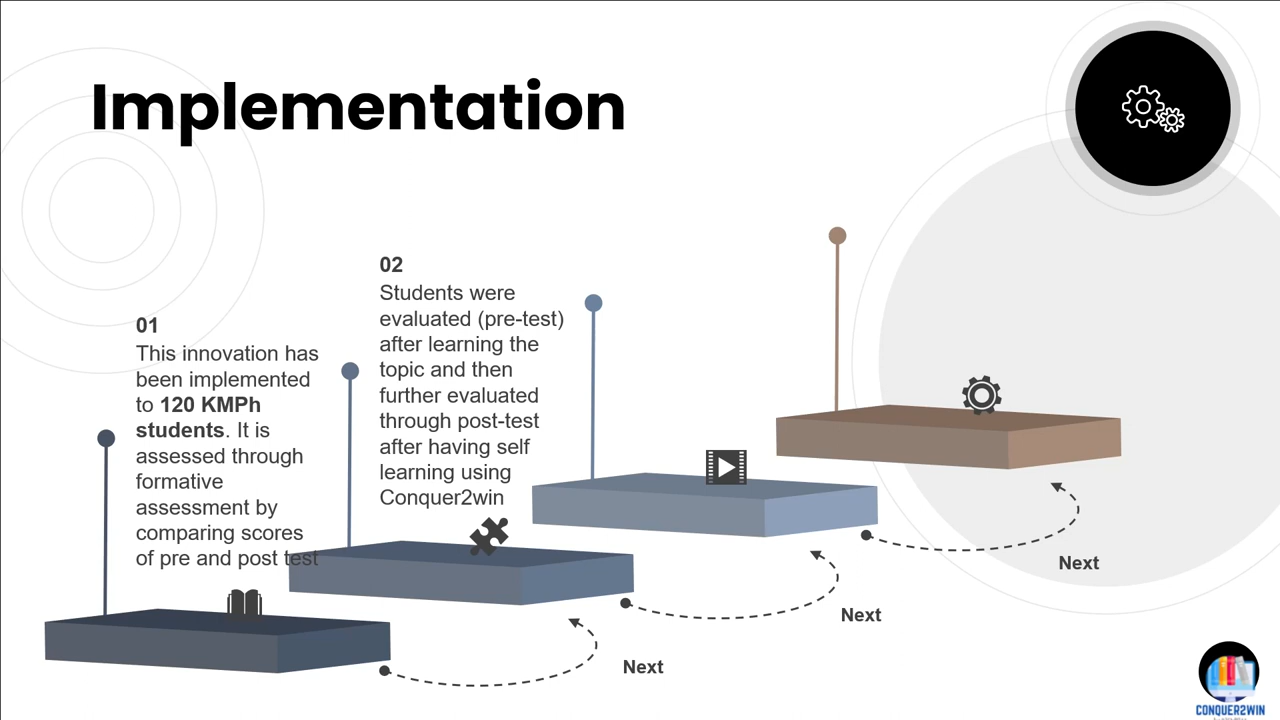 Implementation
01
This innovation has
been implemented
to 120 KMPh
students. It is
assessed through
formative
assessment by
comparing scores
of pre and post test
02
Students were
evaluated (pre-test)
after learning the
topic and then
further evaluated
through post-test
after having self
learning using
Conquer2win
Next
Next
Next
CONQUER2WIN